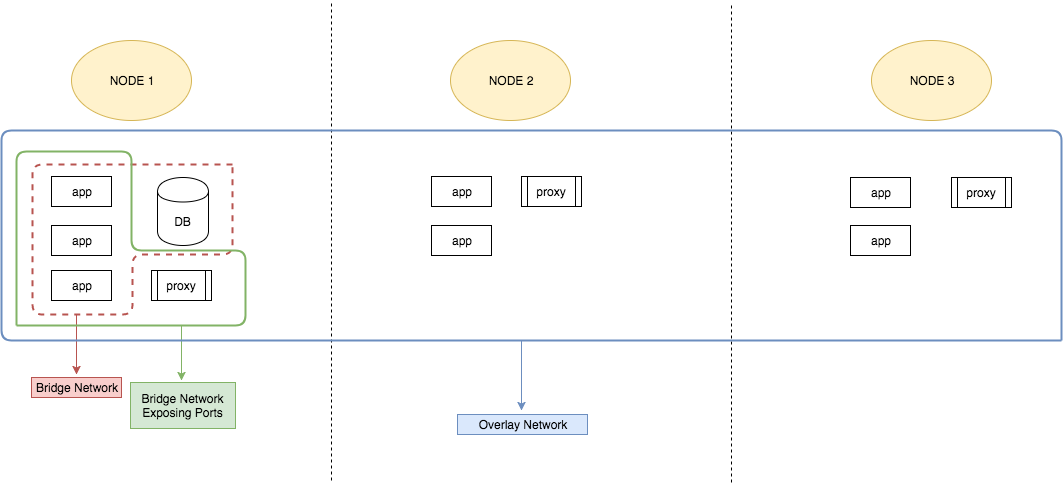 NODE 1
NODE 2
NODE 3
app
app
app
DB
proxy
app
proxy
app
app
proxy
app
Bridge Network
Bridge Network
Exposing Ports
Overlay Network